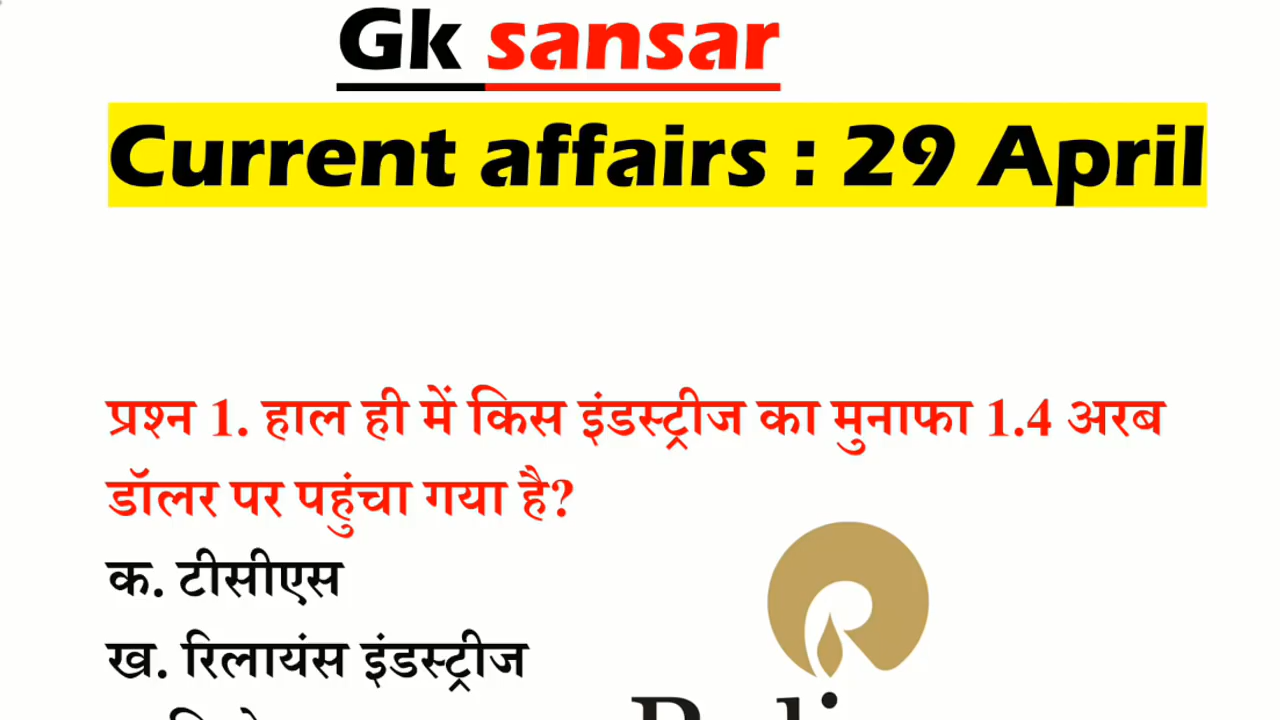 Gk sansar
Current affairs : 29 April
प्रश्न 1. हाल ही में किस इंडस्ट्रीज का मुनाफा 1.4 अरब
डॉलर पर पहुंचा गया है?
क. टीसीएस
ख. रिलायंस इंडस्ट्रीज